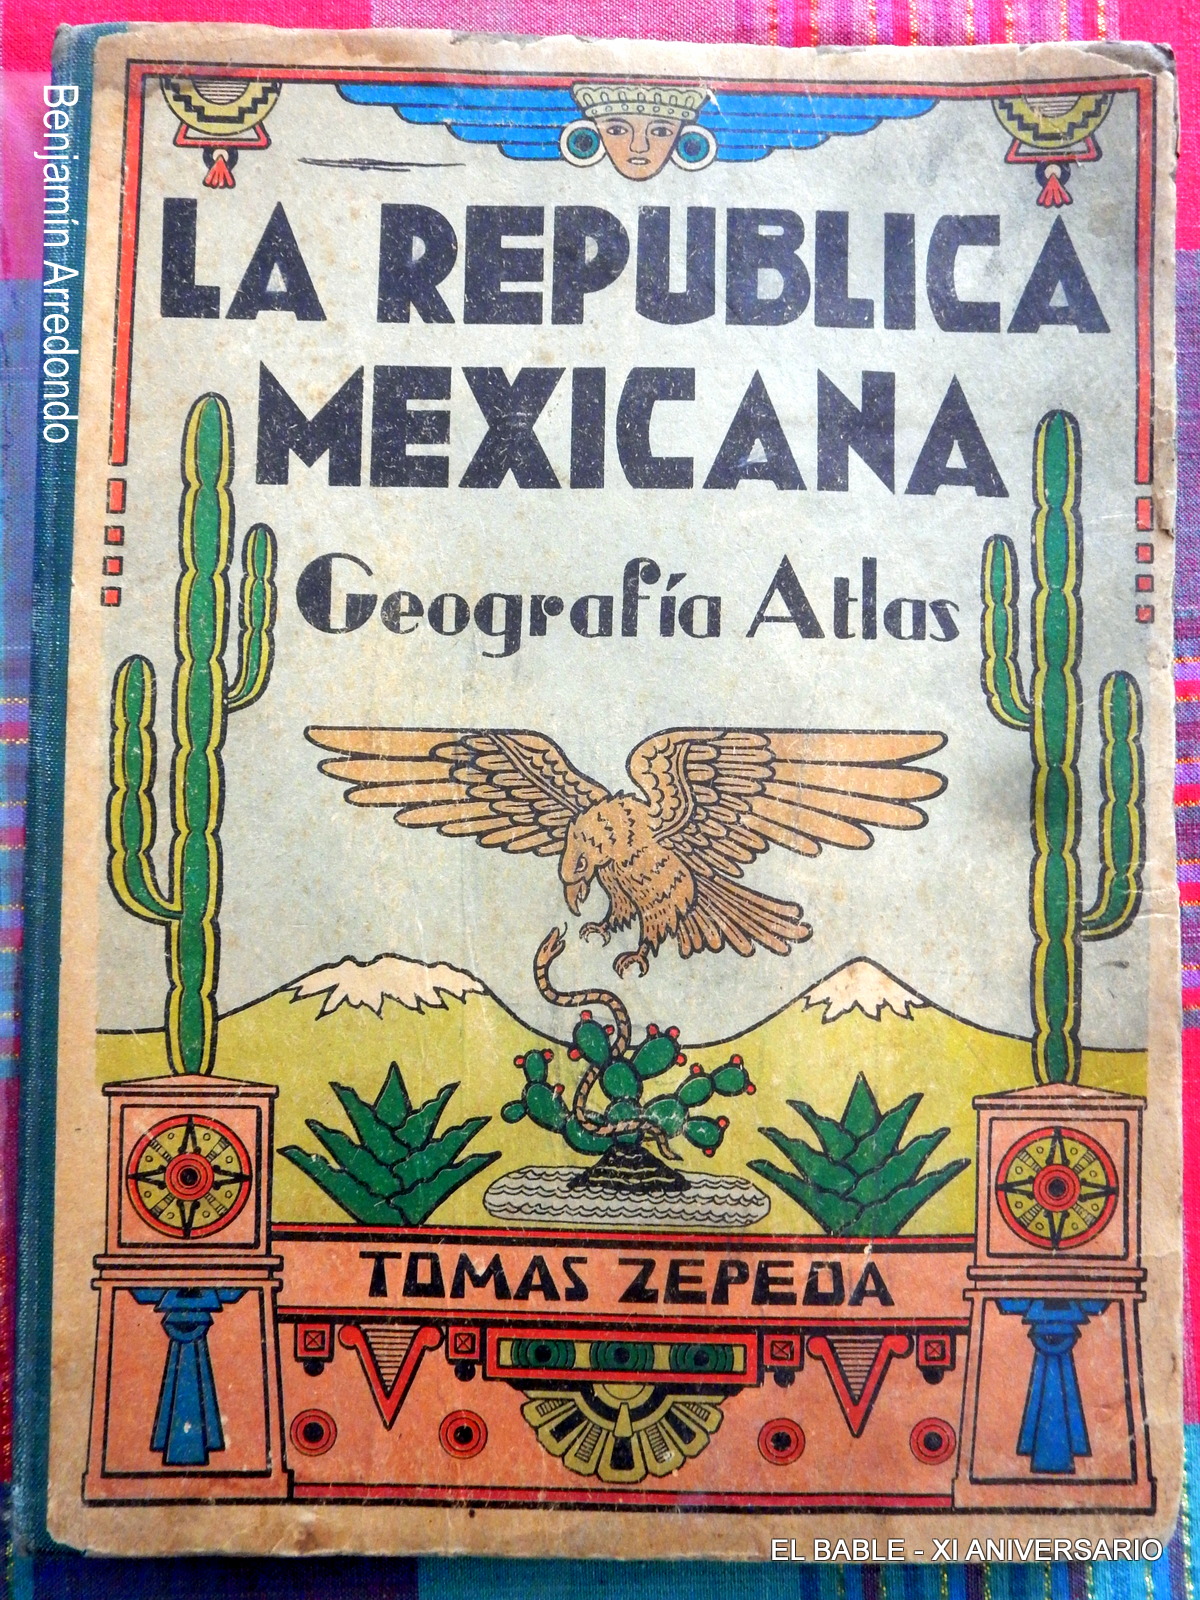 LA REPUBLICA
MEXICANA
Geografía Atlas
TOMAS ZEPEDA
Benjamín Arredondo
EL BABLE - XI ANIVERSARIO